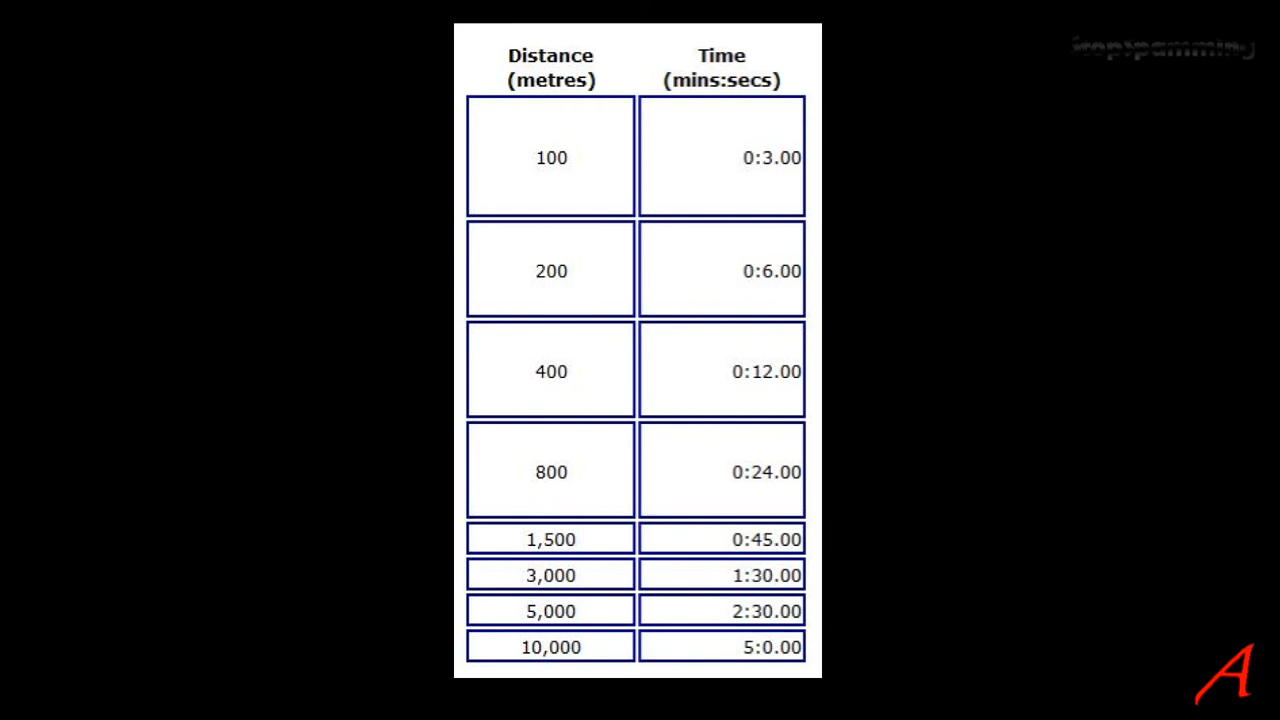 Distance Time
(metres) (mins:secs)
100 0:3.00
200 0:6.00
400 0:12.00
800 0:24.00
1,500 0:45.00
3,000 1:30.00
5,000 2:30.00
10,000 5:0.00
A